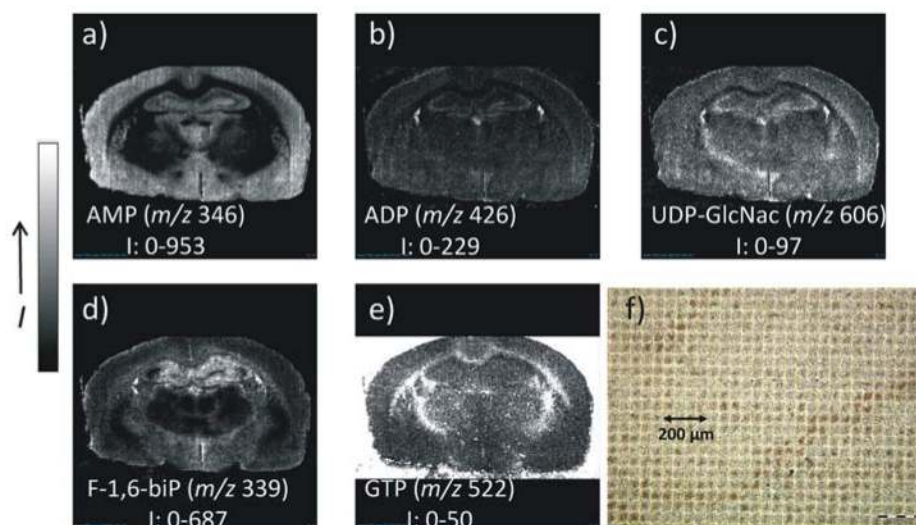 a)
AMP (m/z 346)
I: 0-953
b)
ADP (m/z 426)
I: 0-229
c)
UDP-GlcNac (m/z 606)
I: 0-97
I
d)
F-1,6-biP (m/z 339)
I: 0-687
e)
GTP (m/z 522)
I: 0-50
f)
200 µm